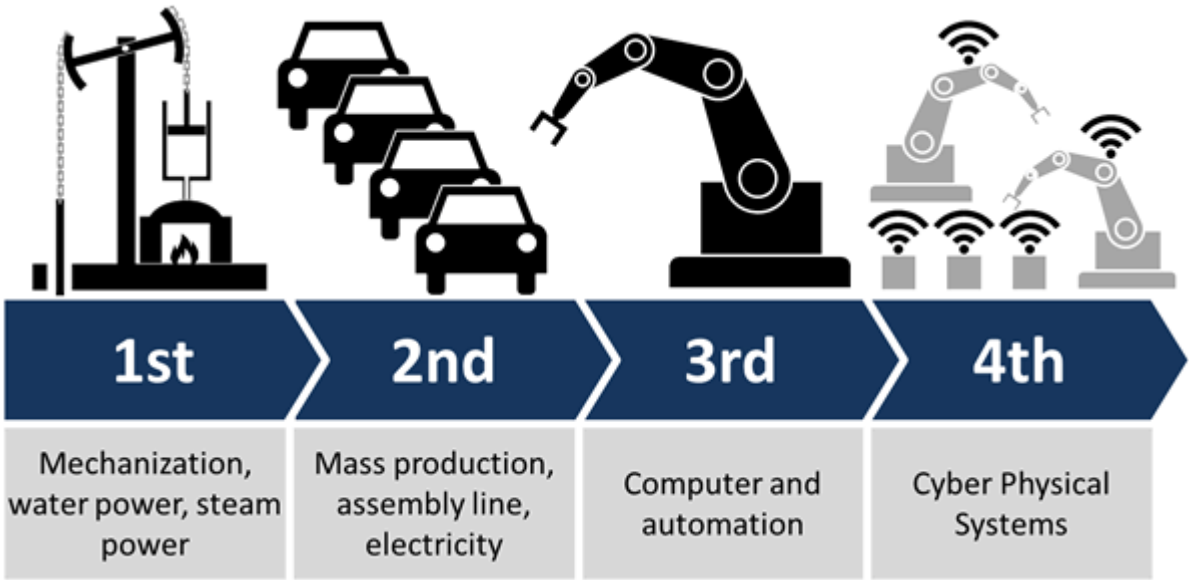 1st
2nd
3rd
4th
Mechanization,
water power, steam
power
Mass production,
assembly line,
electricity
Computer and
automation
Cyber Physical
Systems